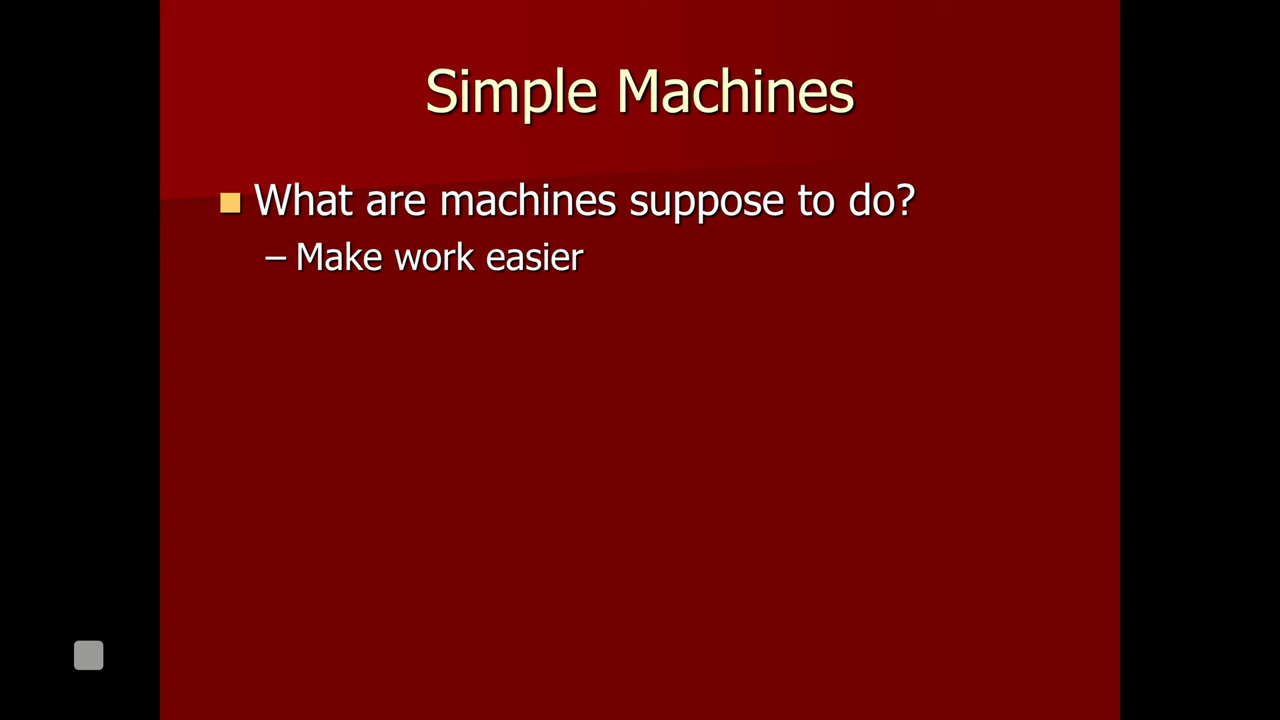 Simple Machines
What are machines suppose to do?
– Make work easier